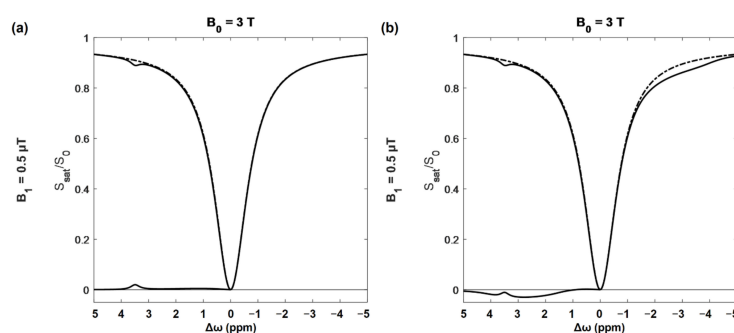 (a)
B0 = 3 T
B1 = 0.5 μT
Ssat/S0
1
0.8
0.6
0.4
0.2
0
5 4 3 2 1 0 −1 −2 −3 −4 −5
Δω (ppm)
(b)
B0 = 3 T
B1 = 0.5 μT
Ssat/S0
1
0.8
0.6
0.4
0.2
0
5 4 3 2 1 0 −1 −2 −3 −4 −5
Δω (ppm)